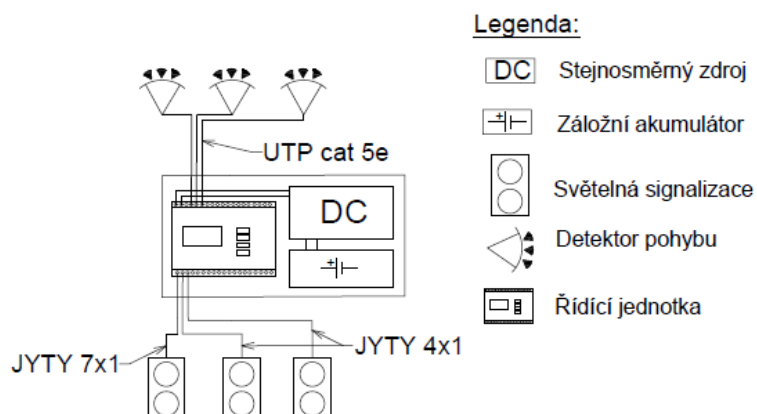 Legenda:
DC Stejnosměrný zdroj
Záložní akumulátor
Světelná signalizace
Detektor pohybu
Řídící jednotka
UTP cat 5e
DC
JYTY 7x1
JYTY 4x1